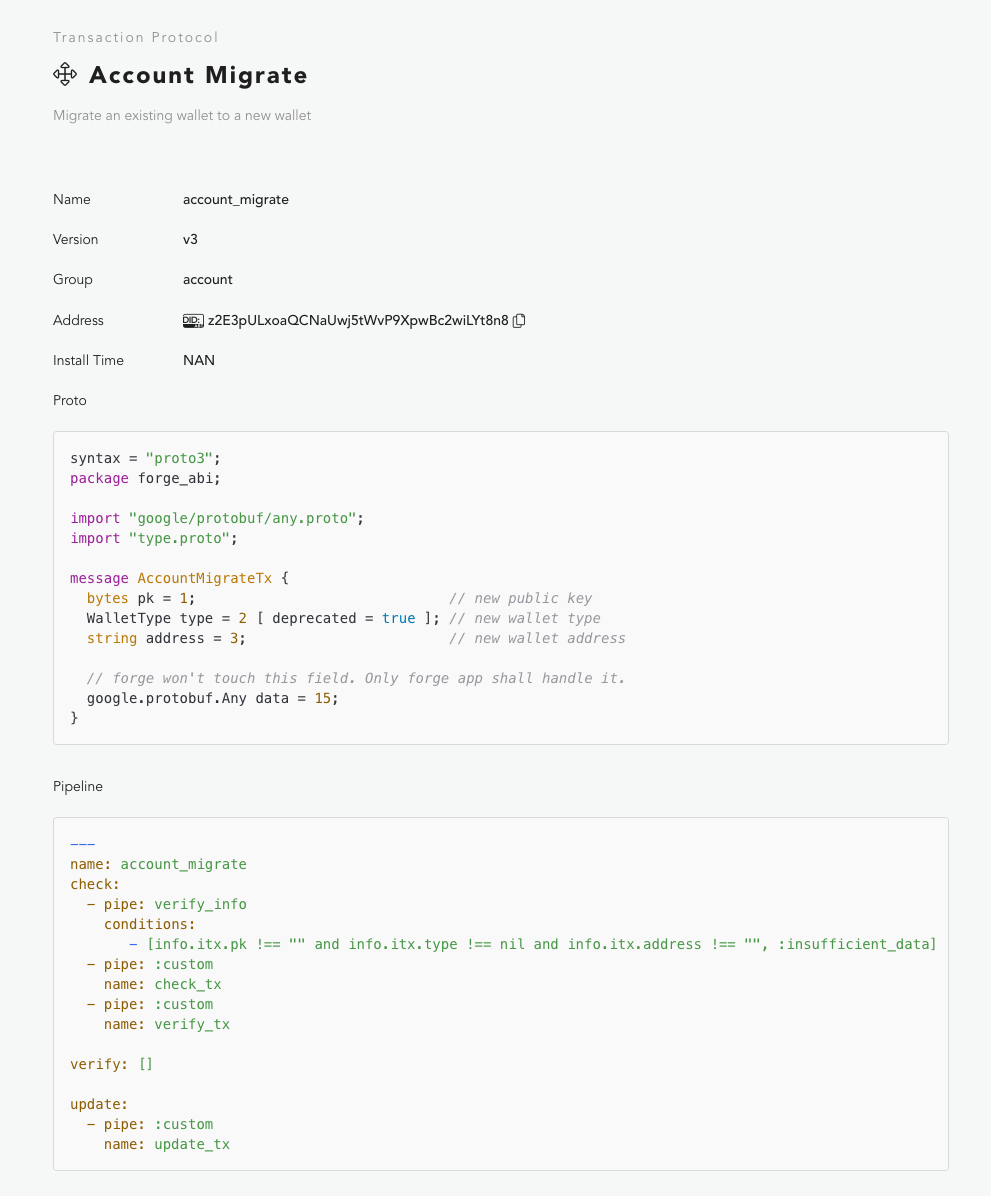 Transaction Protocol
Account Migrate
Migrate an existing wallet to a new wallet
Name account_migrate
Version v3
Group account
Address DID: z2E3pULxoaQCNaUwj5tWvP9XpwBc2wiLYt8n8
Install Time NAN
Proto
syntax = "proto3";
package forge_abi;
import "google/protobuf/any.proto";
import "type.proto";
message AccountMigrateTx {
  bytes pk = 1;                              // new public key
  WalletType type = 2 [ deprecated = true ]; // new wallet type
  string address = 3;                        // new wallet address
  // forge won't touch this field. Only forge app shall handle it.
  google.protobuf.Any data = 15;
}
Pipeline
---
name: account_migrate
check:
  - pipe: verify_info
    conditions:
       - [info.itx.pk !== "" and info.itx.type !== nil and info.itx.address !== "", :insufficient_data]
  - pipe: :custom
    name: check_tx
  - pipe: :custom
    name: verify_tx
verify: []
update:
  - pipe: :custom
    name: update_tx